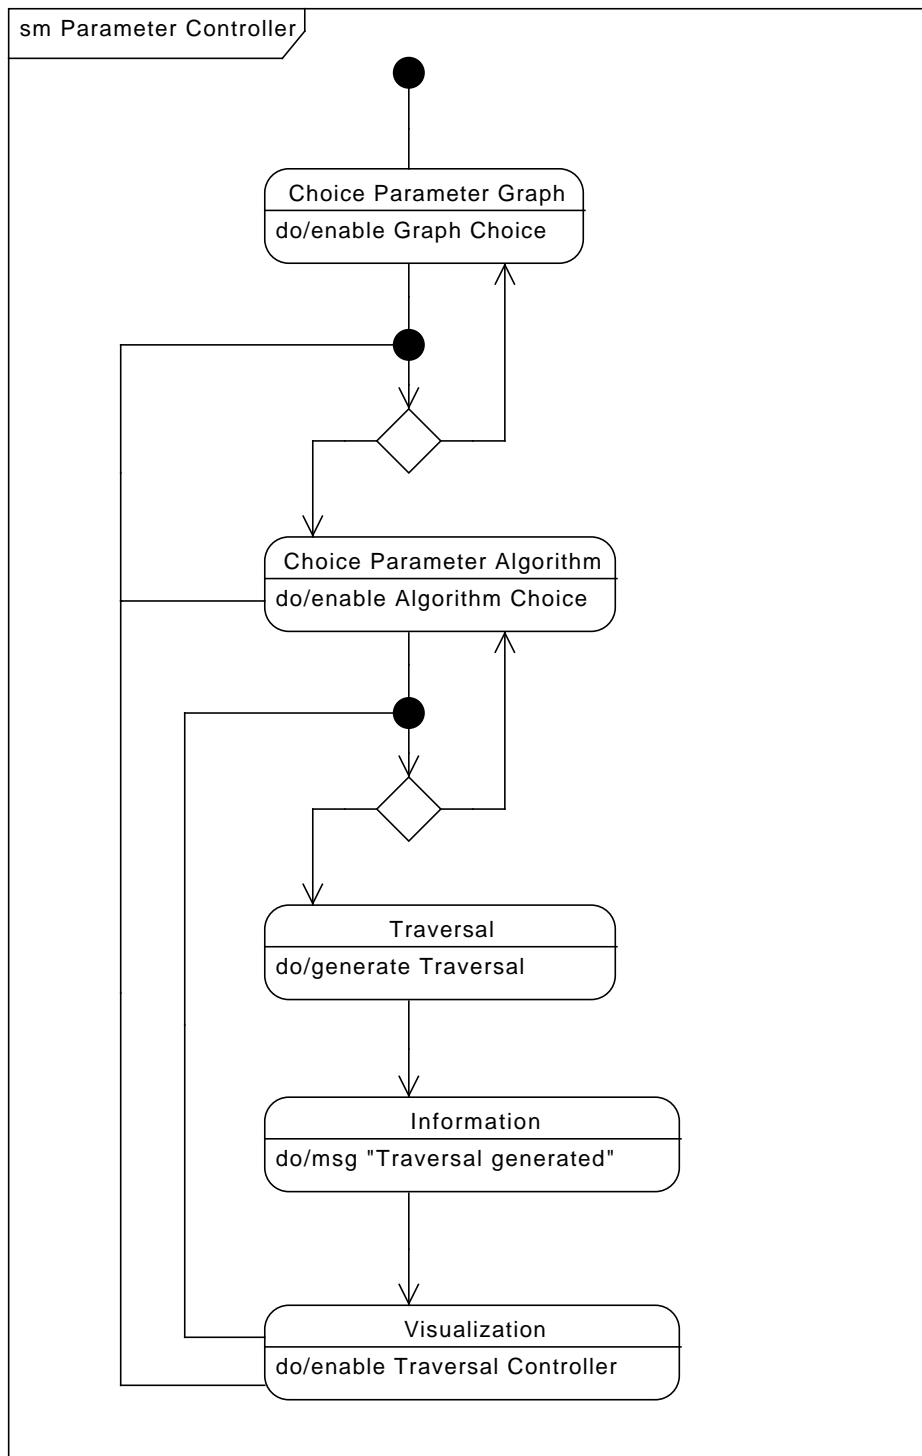 sm Parameter Controller
Choice Parameter Graph
do/enable Graph Choice
Choice Parameter Algorithm
do/enable Algorithm Choice
Traversal
do/generate Traversal
Information
do/msg "Traversal generated"
Visualization
do/enable Traversal Controller